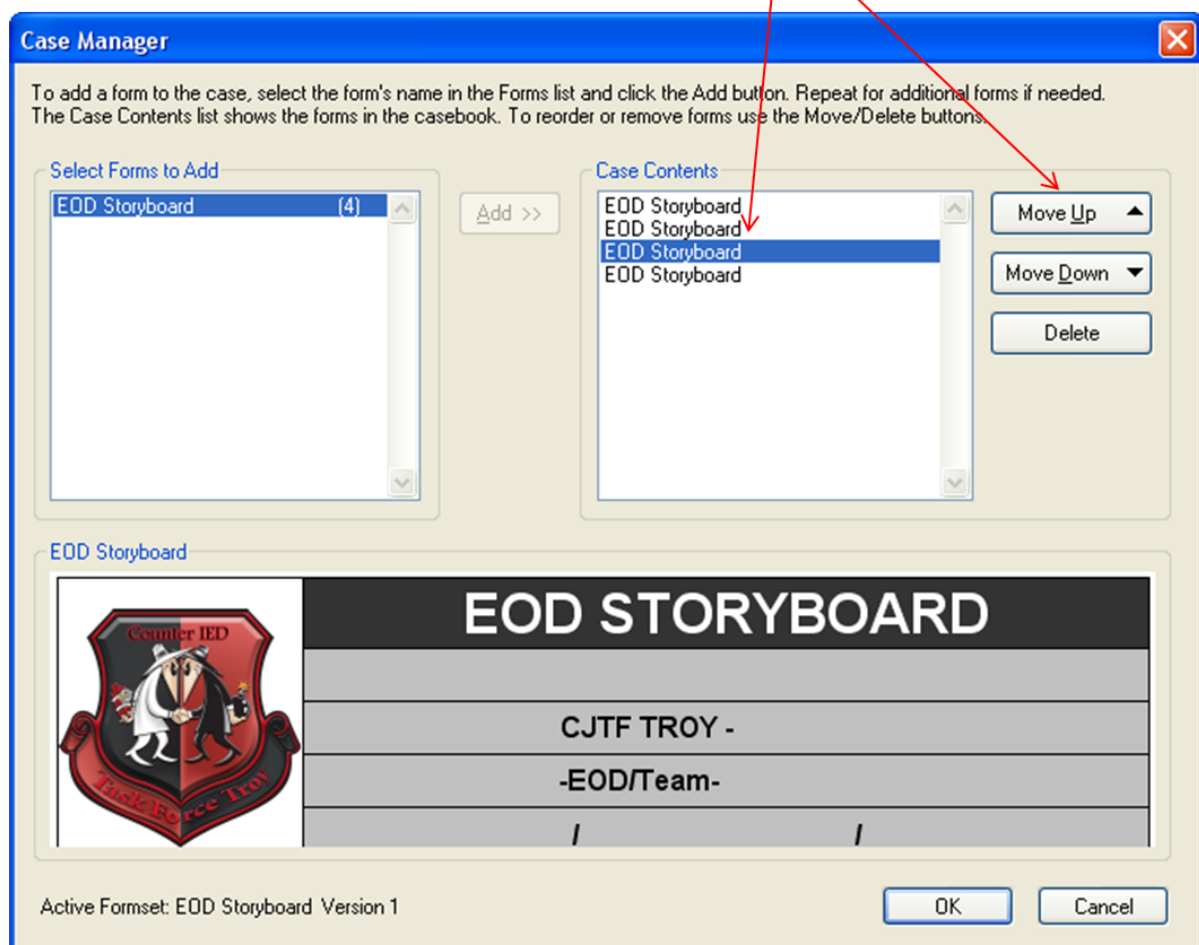 Case Manager
To add a form to the case, select the form's name in the Forms list and click the Add button. Repeat for additional forms if needed.
The Case Contents list shows the forms in the casebook. To reorder or remove forms use the Move/Delete buttons.
Select Forms to Add
EOD Storyboard (4)
Add >>
Case Contents
EOD Storyboard
EOD Storyboard
EOD Storyboard
EOD Storyboard
Move Up
Move Down
Delete
EOD Storyboard
Counter IED
Task Force Troy
EOD STORYBOARD
CJTF TROY -
-EOD/Team-
/ /
Active Formset: EOD Storyboard Version 1
OK
Cancel